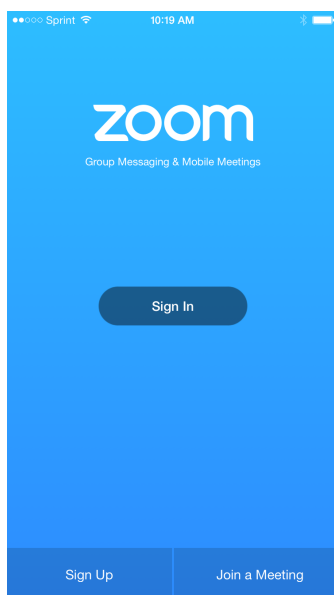 Sprint 10:19 AM
zoom
Group Messaging & Mobile Meetings
Sign In
Sign Up Join a Meeting